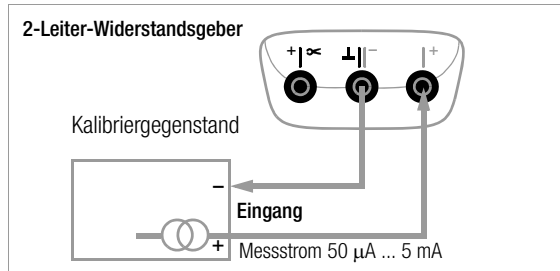 2-Leiter-Widerstandsgeber
+ ⊥ − +
Kalibriergegenstand
−
Eingang
+
Messstrom 50 µA ... 5 mA